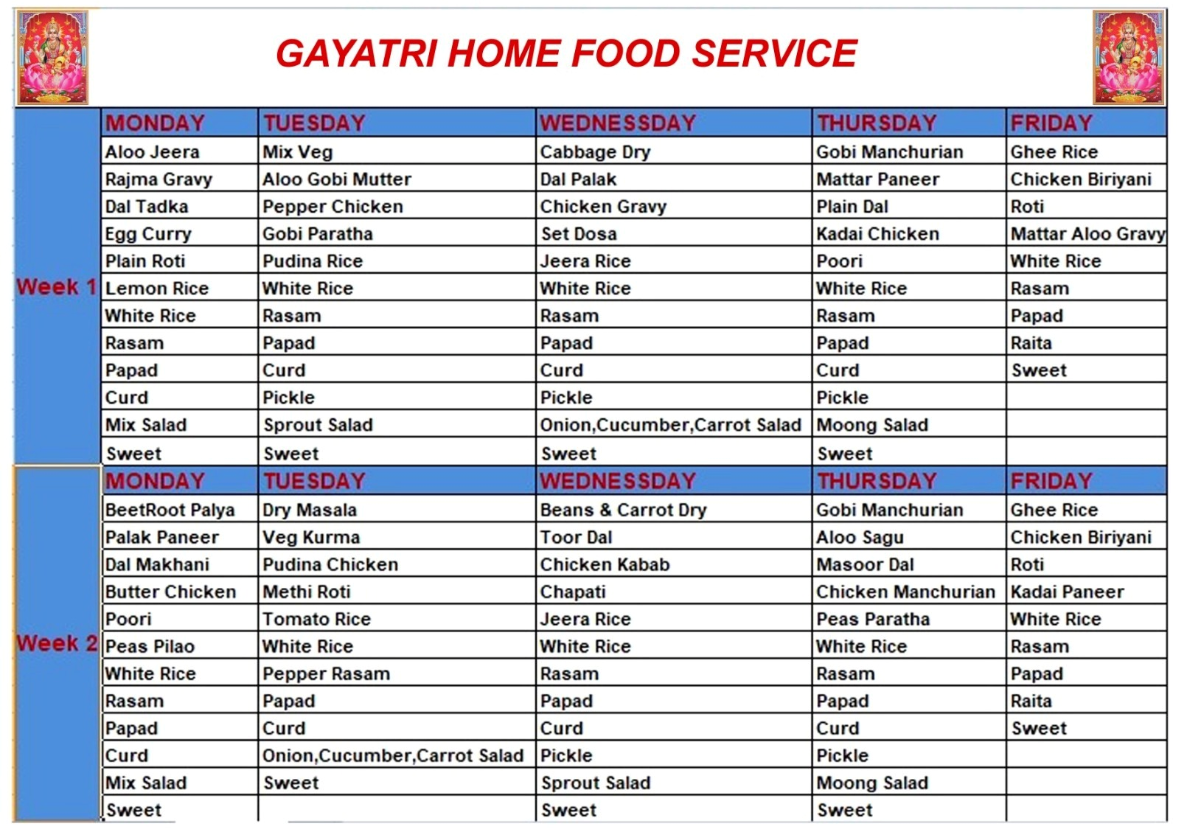 GAYATRI HOME FOOD SERVICE
MONDAY TUESDAY WEDNESDAY THURSDAY FRIDAY
Aloo Jeera Mix Veg Cabbage Dry Gobi Manchurian Ghee Rice
Rajma Gravy Aloo Gobi Mutter Dal Palak Mattar Paneer Chicken Biriyani
Dal Tadka Pepper Chicken Chicken Gravy Plain Dal Roti
Egg Curry Gobi Paratha Set Dosa Kadai Chicken Mattar Aloo Gravy
Plain Roti Pudina Rice Jeera Rice Poori White Rice
Week 1 Lemon Rice White Rice White Rice White Rice Rasam
White Rice Rasam Rasam Rasam Papad
Rasam Papad Papad Papad Raita
Papad Curd Curd Curd Sweet
Curd Pickle Pickle Pickle
Mix Salad Sprout Salad Onion,Cucumber,Carrot Salad Moong Salad
Sweet Sweet Sweet Sweet
MONDAY TUESDAY WEDNESDAY THURSDAY FRIDAY
BeetRoot Palya Dry Masala Beans & Carrot Dry Gobi Manchurian Ghee Rice
Palak Paneer Veg Kurma Toor Dal Aloo Sagu Chicken Biriyani
Dal Makhani Pudina Chicken Chicken Kabab Masoor Dal Roti
Butter Chicken Methi Roti Chapati Chicken Manchurian Kadai Paneer
Poori Tomato Rice Jeera Rice Peas Paratha White Rice
Week 2 Peas Pilao White Rice White Rice White Rice Rasam
White Rice Pepper Rasam Rasam Rasam Papad
Rasam Papad Papad Papad Raita
Papad Curd Curd Curd Sweet
Curd Onion,Cucumber,Carrot Salad Pickle Pickle
Mix Salad Sweet Sprout Salad Moong Salad
Sweet Sweet Sweet